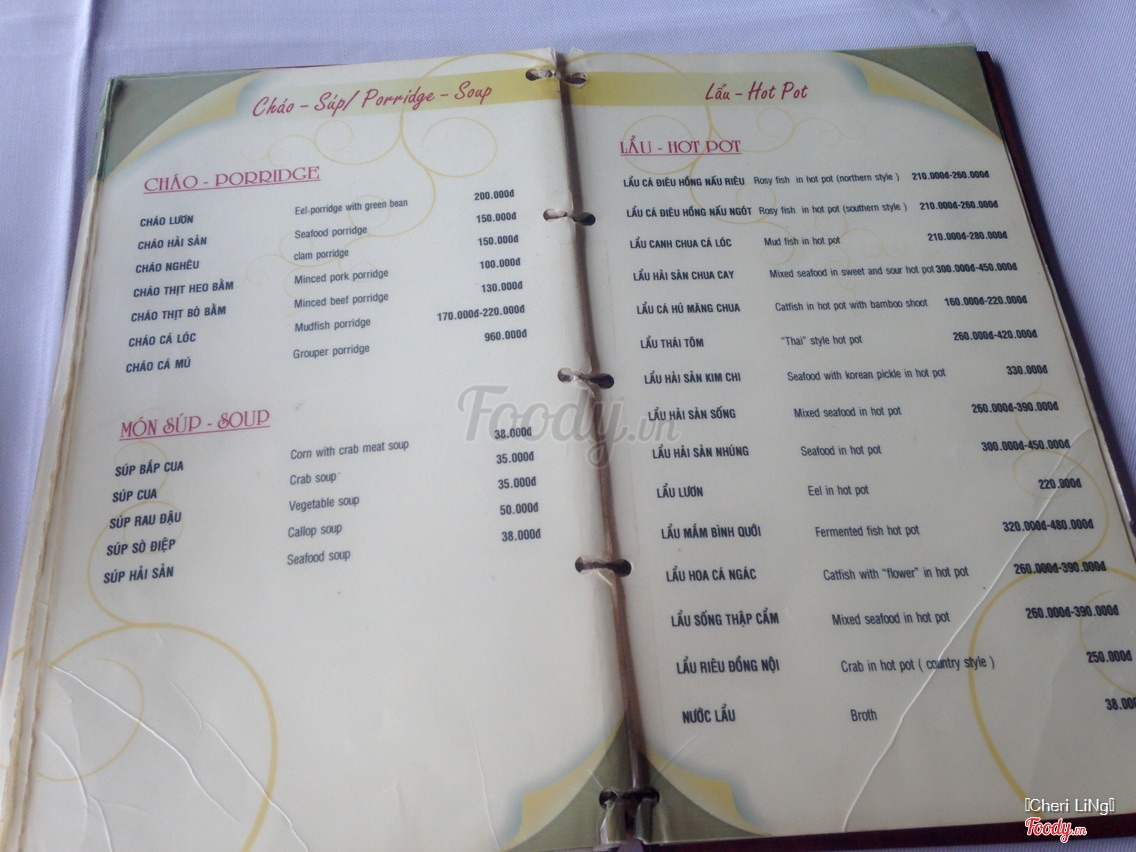 Cháo - Súp/ Porridge - Soup
CHÁO - PORRIDGE
CHÁO LƯƠN Eel porridge with green bean 200.000đ
CHÁO HẢI SẢN Seafood porridge 150.000đ
CHÁO NGHÊU clam porridge 150.000đ
CHÁO THỊT HEO BẰM Minced pork porridge 100.000đ
CHÁO THỊT BÒ BẰM Minced beef porridge 130.000đ
CHÁO CÁ LÓC Mudfish porridge 170.000đ-220.000đ
CHÁO CÁ MÚ Grouper porridge 960.000đ
MÓN SÚP - SOUP
SÚP BẮP CUA Corn with crab meat soup 38.000đ
SÚP CUA Crab soup 35.000đ
SÚP RAU ĐẬU Vegetable soup 35.000đ
SÚP SÒ ĐIỆP Callop soup 50.000đ
SÚP HẢI SẢN Seafood soup 38.000đ
Lẩu - Hot Pot
LẨU - HOT POT
LẨU CÁ ĐIÊU HỒNG NẤU RIÊU Rosy fish in hot pot (northern style ) 210.000đ-260.000đ
LẨU CÁ ĐIÊU HỒNG NẤU NGÓT Rosy fish in hot pot (southern style ) 210.000đ-260.000đ
LẨU CANH CHUA CÁ LÓC Mud fish in hot pot 210.000đ-280.000đ
LẨU HẢI SẢN CHUA CAY Mixed seafood in sweet and sour hot pot 300.000đ-450.000đ
LẨU CÁ HÚ MĂNG CHUA Catfish in hot pot with bamboo shoot 160.000đ-220.000đ
LẨU THÁI TÔM "Thai" style hot pot 260.000đ-420.000đ
LẨU HẢI SẢN KIM CHI Seafood with korean pickle in hot pot 330.000đ
LẨU HẢI SẢN SỐNG Mixed seafood in hot pot 260.000đ-390.000đ
LẨU HẢI SẢN NHÚNG Seafood in hot pot 300.000đ-450.000đ
LẨU LƯƠN Eel in hot pot 220.000đ
LẨU MẮM BÌNH QUỚI Fermented fish hot pot 320.000đ-480.000đ
LẨU HOA CÁ NGÁC Catfish with "flower" in hot pot 260.000đ-390.000đ
LẨU SỐNG THẬP CẨM Mixed seafood in hot pot 260.000đ-390.000đ
LẨU RIÊU ĐỒNG NỘI Crab in hot pot ( country style ) 250.000đ
NƯỚC LẨU Broth 38.00
Foody.vn
Cheri LiNg
Foody.vn